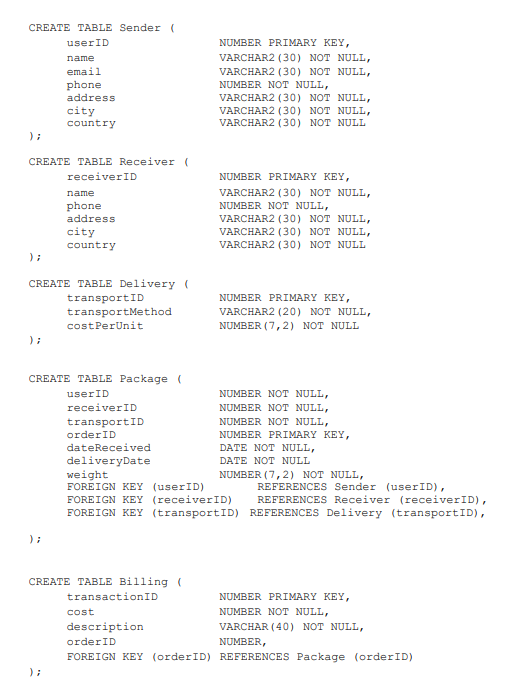 CREATE TABLE Sender (
userID NUMBER PRIMARY KEY,
name VARCHAR2(30) NOT NULL,
email VARCHAR2(30) NOT NULL,
phone NUMBER NOT NULL,
address VARCHAR2(30) NOT NULL,
city VARCHAR2(30) NOT NULL,
country VARCHAR2(30) NOT NULL
);
CREATE TABLE Receiver (
receiverID NUMBER PRIMARY KEY,
name VARCHAR2(30) NOT NULL,
phone NUMBER NOT NULL,
address VARCHAR2(30) NOT NULL,
city VARCHAR2(30) NOT NULL,
country VARCHAR2(30) NOT NULL
);
CREATE TABLE Delivery (
transportID NUMBER PRIMARY KEY,
transportMethod VARCHAR2(20) NOT NULL,
costPerUnit NUMBER(7,2) NOT NULL
);
CREATE TABLE Package (
userID NUMBER NOT NULL,
receiverID NUMBER NOT NULL,
transportID NUMBER NOT NULL,
orderID NUMBER PRIMARY KEY,
dateReceived DATE NOT NULL,
deliveryDate DATE NOT NULL
weight NUMBER(7,2) NOT NULL,
FOREIGN KEY (userID) REFERENCES Sender (userID),
FOREIGN KEY (receiverID) REFERENCES Receiver (receiverID),
FOREIGN KEY (transportID) REFERENCES Delivery (transportID),
);
CREATE TABLE Billing (
transactionID NUMBER PRIMARY KEY,
cost NUMBER NOT NULL,
description VARCHAR(40) NOT NULL,
orderID NUMBER,
FOREIGN KEY (orderID) REFERENCES Package (orderID)
);